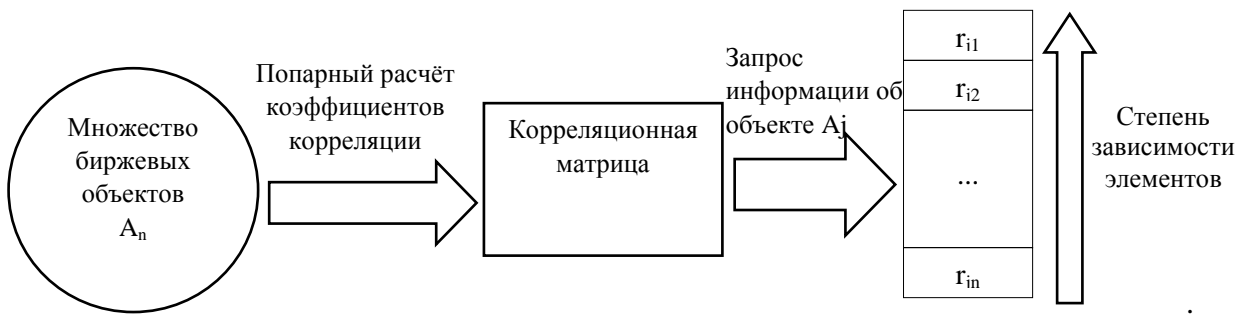 Множество
биржевых
объектов
Aₙ
Попарный расчёт
коэффициентов
корреляции
Корреляционная
матрица
Запрос
информации об
объекте Aj
rᵢ₁
rᵢ₂
...
rᵢₙ
Степень
зависимости
элементов
.